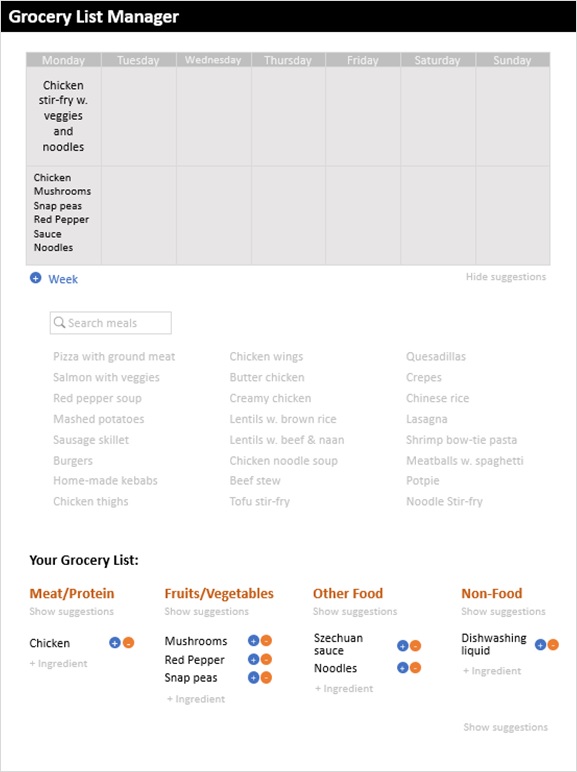 Grocery List Manager
Monday Tuesday Wednesday Thursday Friday Saturday Sunday
Chicken
stir-fry w.
veggies
and
noodles
Chicken
Mushrooms
Snap peas
Red Pepper
Sauce
Noodles
+ Week
Hide suggestions
Search meals
Pizza with ground meat Chicken wings Quesadillas
Salmon with veggies Butter chicken Crepes
Red pepper soup Creamy chicken Chinese rice
Mashed potatoes Lentils w. brown rice Lasagna
Sausage skillet Lentils w. beef & naan Shrimp bow-tie pasta
Burgers Chicken noodle soup Meatballs w. spaghetti
Home-made kebabs Beef stew Potpie
Chicken thighs Tofu stir-fry Noodle Stir-fry
Your Grocery List:
Meat/Protein
Show suggestions
Chicken + -
+ Ingredient
Fruits/Vegetables
Show suggestions
Mushrooms + -
Red Pepper + -
Snap peas + -
+ Ingredient
Other Food
Show suggestions
Szechuan
sauce + -
Noodles + -
+ Ingredient
Non-Food
Show suggestions
Dishwashing
liquid + -
+ Ingredient
Show suggestions